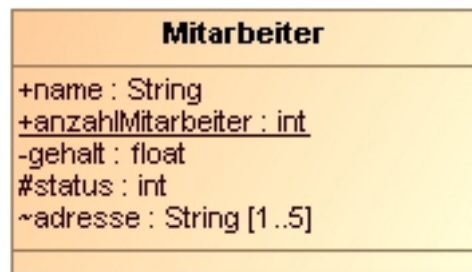 Mitarbeiter
+name : String
+anzahlMitarbeiter : int
-gehalt : float
#status : int
~adresse : String [1..5]